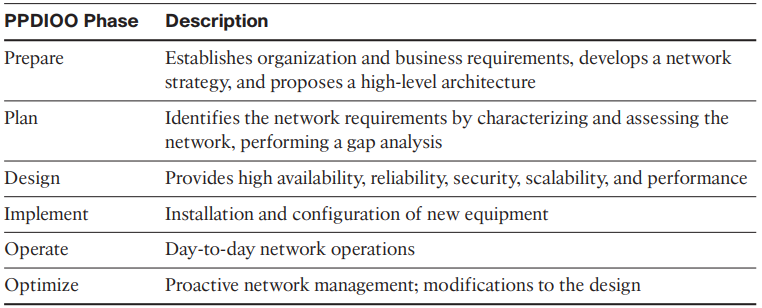 PPDIOO Phase Description
Prepare Establishes organization and business requirements, develops a network
strategy, and proposes a high-level architecture
Plan Identifies the network requirements by characterizing and assessing the
network, performing a gap analysis
Design Provides high availability, reliability, security, scalability, and performance
Implement Installation and configuration of new equipment
Operate Day-to-day network operations
Optimize Proactive network management; modifications to the design